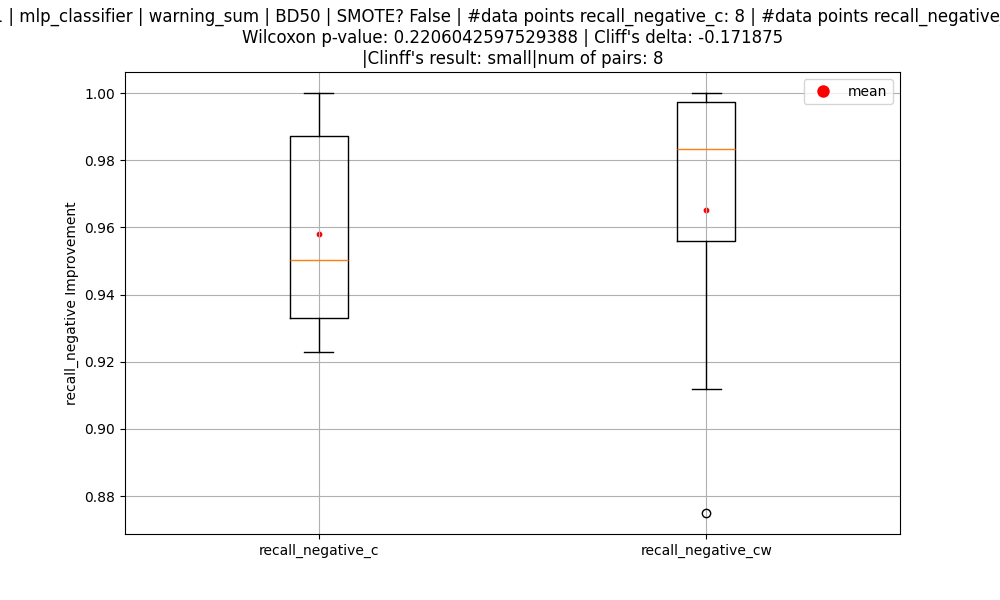 | mlp_classifier | warning_sum | BD50 | SMOTE? False | #data points recall_negative_c: 8 | #data points recall_negative
Wilcoxon p-value: 0.2206042597529388 | Cliff's delta: -0.171875
|Clinff's result: small|num of pairs: 8
mean
1.00
0.98
0.96
0.94
0.92
0.90
0.88
recall_negative Improvement
recall_negative_c
recall_negative_cw